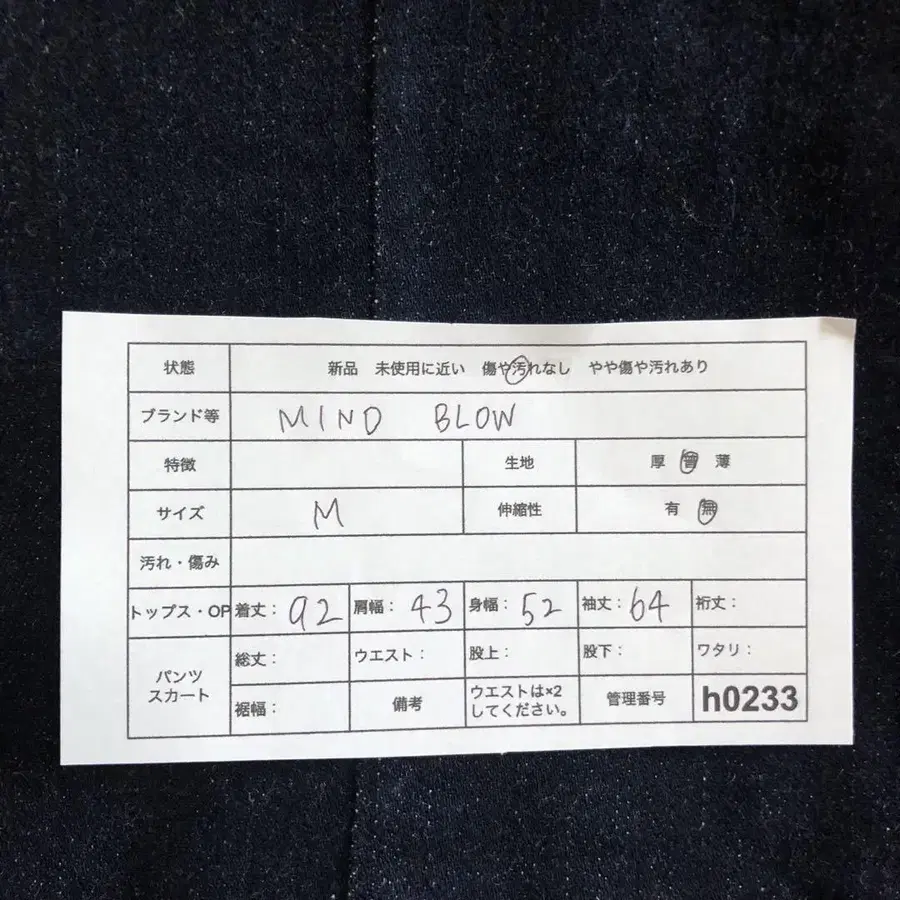 状態 新品 未使用に近い 傷や汚れなし やや傷や汚れあり
ブランド等 MIND BLOW
特徴 生地 厚 普 薄
サイズ M 伸縮性 有 無
汚れ・傷み
トップス・OP 着丈: 92 肩幅: 43 身幅: 52 袖丈: 64 裄丈:
パンツ
スカート
総丈: ウエスト: 股上: 股下: ワタリ:
裾幅: 備考 ウエストは×2
してください。 管理番号 h0233